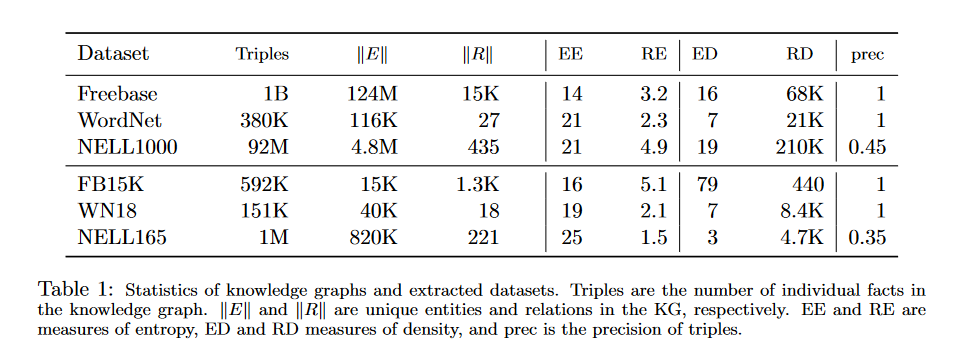 Dataset Triples ‖E‖ ‖R‖ EE RE ED RD prec
Freebase 1B 124M 15K 14 3.2 16 68K 1
WordNet 380K 116K 27 21 2.3 7 21K 1
NELL1000 92M 4.8M 435 21 4.9 19 210K 0.45
FB15K 592K 15K 1.3K 16 5.1 79 440 1
WN18 151K 40K 18 19 2.1 7 8.4K 1
NELL165 1M 820K 221 25 1.5 3 4.7K 0.35
Table 1: Statistics of knowledge graphs and extracted datasets. Triples are the number of individual facts in
the knowledge graph. ‖E‖ and ‖R‖ are unique entities and relations in the KG, respectively. EE and RE are
measures of entropy, ED and RD measures of density, and prec is the precision of triples.